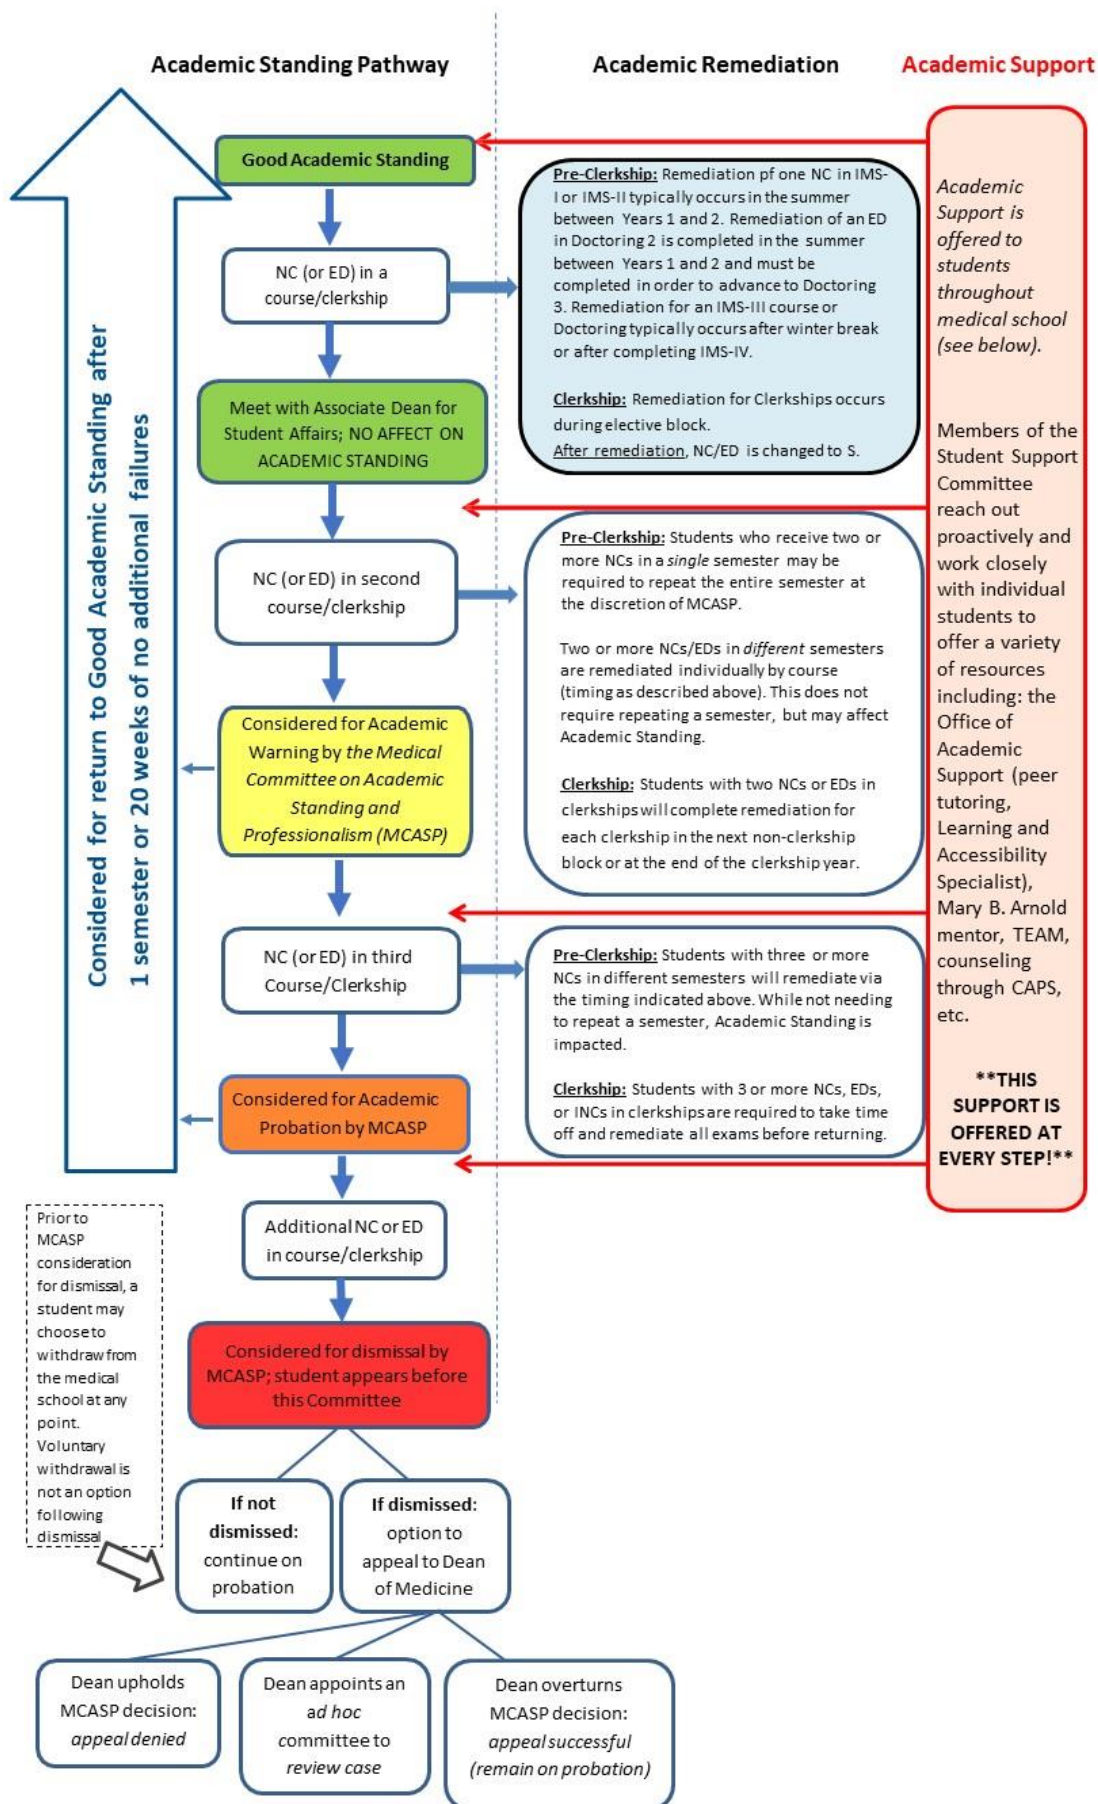 Academic Standing Pathway
Academic Remediation
Academic Support
Considered for return to Good Academic Standing after
1 semester or 20 weeks of no additional failures
Good Academic Standing
NC (or ED) in a
course/clerkship
Meet with Associate Dean for
Student Affairs; NO AFFECT ON
ACADEMIC STANDING
NC (or ED) in second
course/clerkship
Considered for Academic
Warning by the Medical
Committee on Academic
Standing and
Professionalism (MCASP)
NC (or ED) in third
Course/Clerkship
Considered for Academic
Probation by MCASP
Additional NC or ED
in course/clerkship
Considered for dismissal by
MCASP; student appears before
this Committee
Pre-Clerkship: Remediation pf one NC in IMS-
I or IMS-II typically occurs in the summer
between Years 1 and 2. Remediation of an ED
in Doctoring 2 is completed in the summer
between Years 1 and 2 and must be
completed in order to advance to Doctoring
3. Remediation for an IMS-III course or
Doctoring typically occurs after winter break
or after completing IMS-IV.
Clerkship: Remediation for Clerkships occurs
during elective block.
After remediation, NC/ED is changed to S.
Pre-Clerkship: Students who receive two or
more NCs in a single semester may be
required to repeat the entire semester at
the discretion of MCASP.
Two or more NCs/EDs in different semesters
are remediated individually by course
(timing as described above). This does not
require repeating a semester, but may affect
Academic Standing.
Clerkship: Students with two NCs or EDs in
clerkships will complete remediation for
each clerkship in the next non-clerkship
block or at the end of the clerkship year.
Pre-Clerkship: Students with three or more
NCs in different semesters will remediate via
the timing indicated above. While not needing
to repeat a semester, Academic Standing is
impacted.
Clerkship: Students with 3 or more NCs, EDs,
or INCs in clerkships are required to take time
off and remediate all exams before returning.
Academic
Support is
offered to
students
throughout
medical school
(see below).
Members of the
Student Support
Committee
reach out
proactively and
work closely
with individual
students to
offer a variety
of resources
including: the
Office of
Academic
Support (peer
tutoring,
Learning and
Accessibility
Specialist),
Mary B. Arnold
mentor, TEAM,
counseling
through CAPS,
etc.
**THIS
SUPPORT IS
OFFERED AT
EVERY STEP!**
Prior to
MCASP
consideration
for dismissal, a
student may
choose to
withdraw from
the medical
school at any
point.
Voluntary
withdrawal is
not an option
following
dismissal
If not
dismissed:
continue on
probation
If dismissed:
option to
appeal to Dean
of Medicine
Dean upholds
MCASP decision:
appeal denied
Dean appoints an
ad hoc
committee to
review case
Dean overturns
MCASP decision:
appeal successful
(remain on probation)